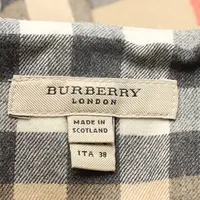 BURBERRY
LONDON
MADE IN
SCOTLAND
ITA 38